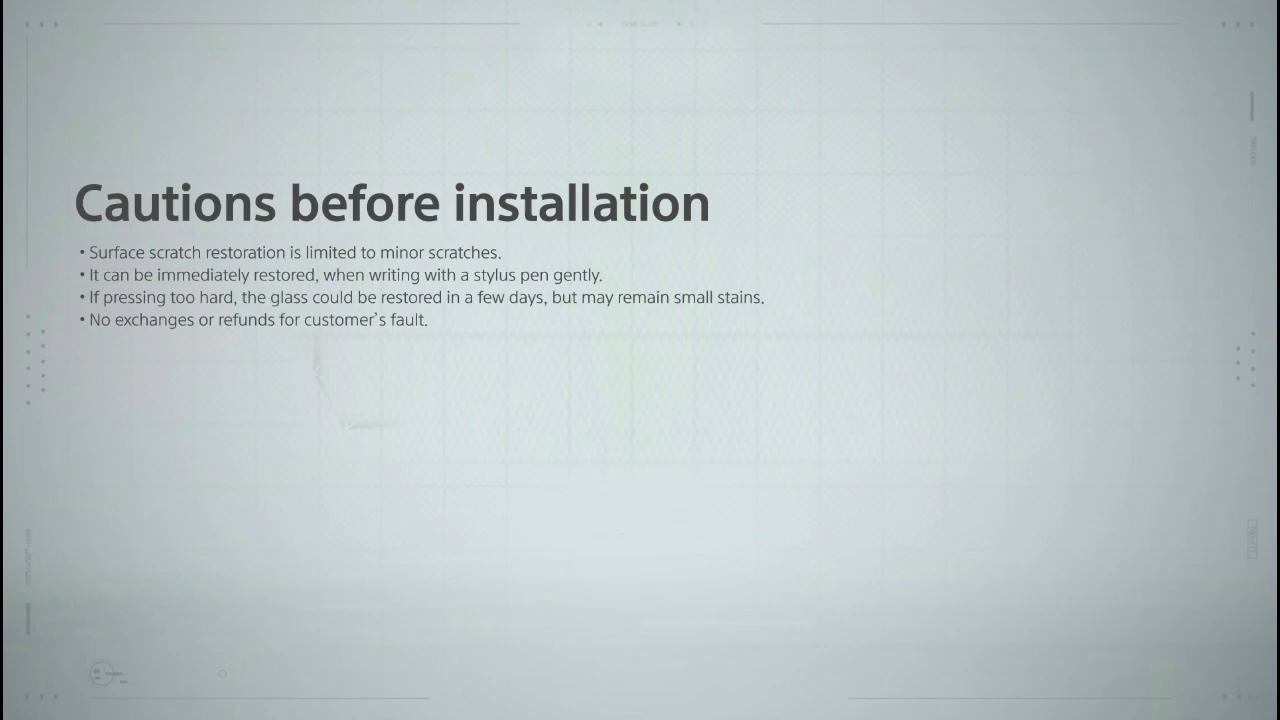 Cautions before installation
• Surface scratch restoration is limited to minor scratches.
• It can be immediately restored, when writing with a stylus pen gently.
• If pressing too hard, the glass could be restored in a few days, but may remain small stains.
• No exchanges or refunds for customer's fault.